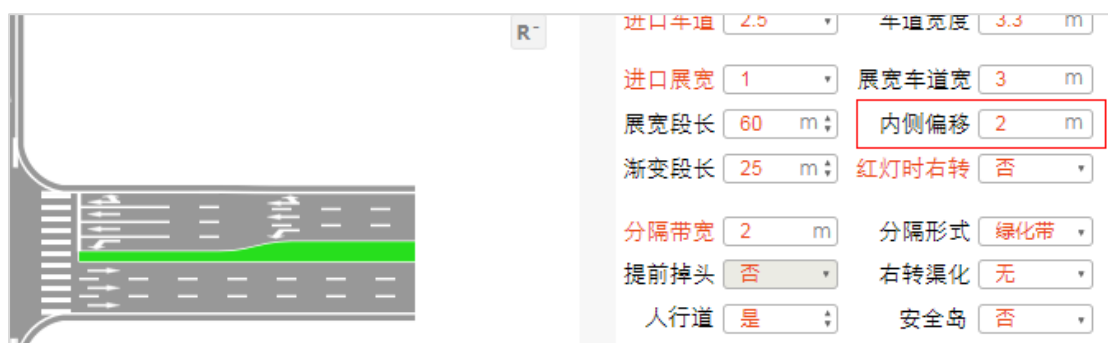 R-
进口车道 2.5 车道宽度 3.3 m
进口展宽 1 展宽车道宽 3 m
展宽段长 60 m 内侧偏移 2 m
渐变段长 25 m 红灯时右转 否
分隔带宽 2 m 分隔形式 绿化带
提前掉头 否 右转渠化 无
人行道 是 安全岛 否